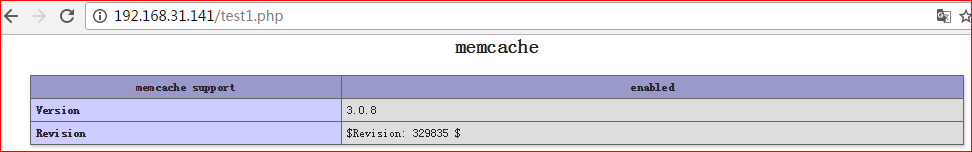 192.168.31.141/test1.php
memcache
memcache support enabled
Version 3.0.8
Revision $Revision: 329835 $